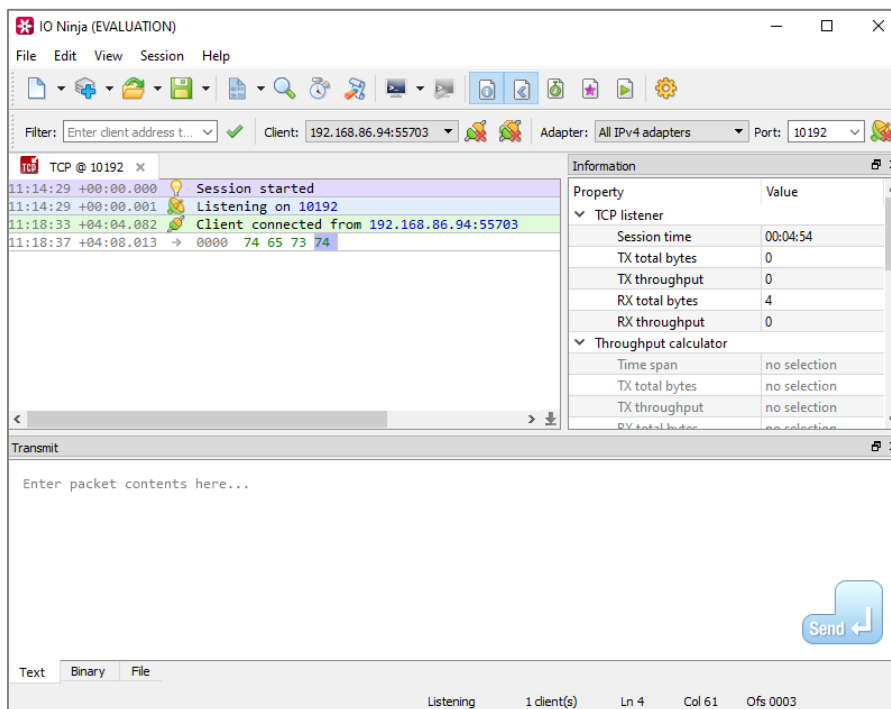 IO Ninja (EVALUATION)
File Edit View Session Help
Filter: Enter client address t... Client: 192.168.86.94:55703 Adapter: All IPv4 adapters Port: 10192
TCP TCP @ 10192
11:14:29 +00:00.000 Session started
11:14:29 +00:00.001 Listening on 10192
11:18:33 +04:04.082 Client connected from 192.168.86.94:55703
11:18:37 +04:08.013 → 0000 74 65 73 74
Information
Property Value
TCP listener
Session time 00:04:54
TX total bytes 0
TX throughput 0
RX total bytes 4
RX throughput 0
Throughput calculator
Time span no selection
TX total bytes no selection
TX throughput no selection
RX total bytes no selection
Transmit
Enter packet contents here...
Send
Text Binary File
Listening 1 client(s) Ln 4 Col 61 Ofs 0003